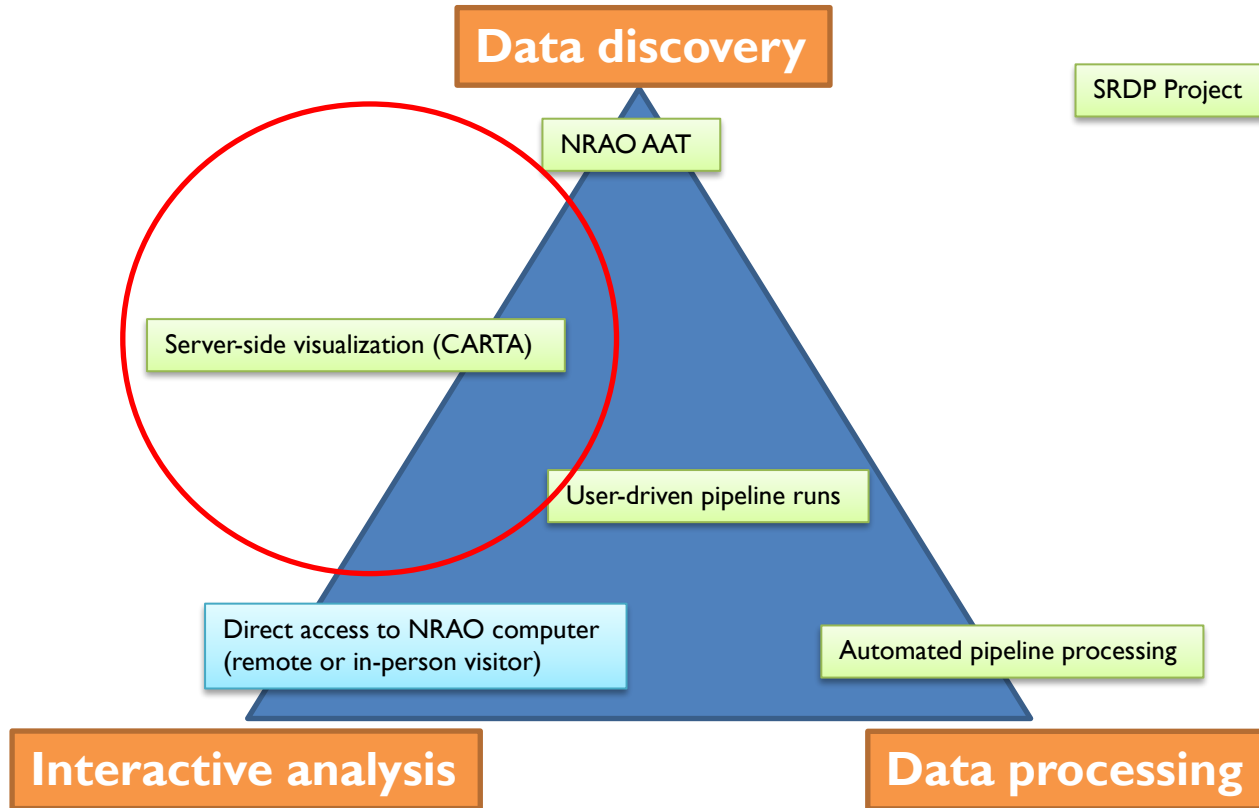 Data discovery
SRDP Project
NRAO AAT
Server-side visualization (CARTA)
User-driven pipeline runs
Direct access to NRAO computer
(remote or in-person visitor)
Automated pipeline processing
Interactive analysis
Data processing